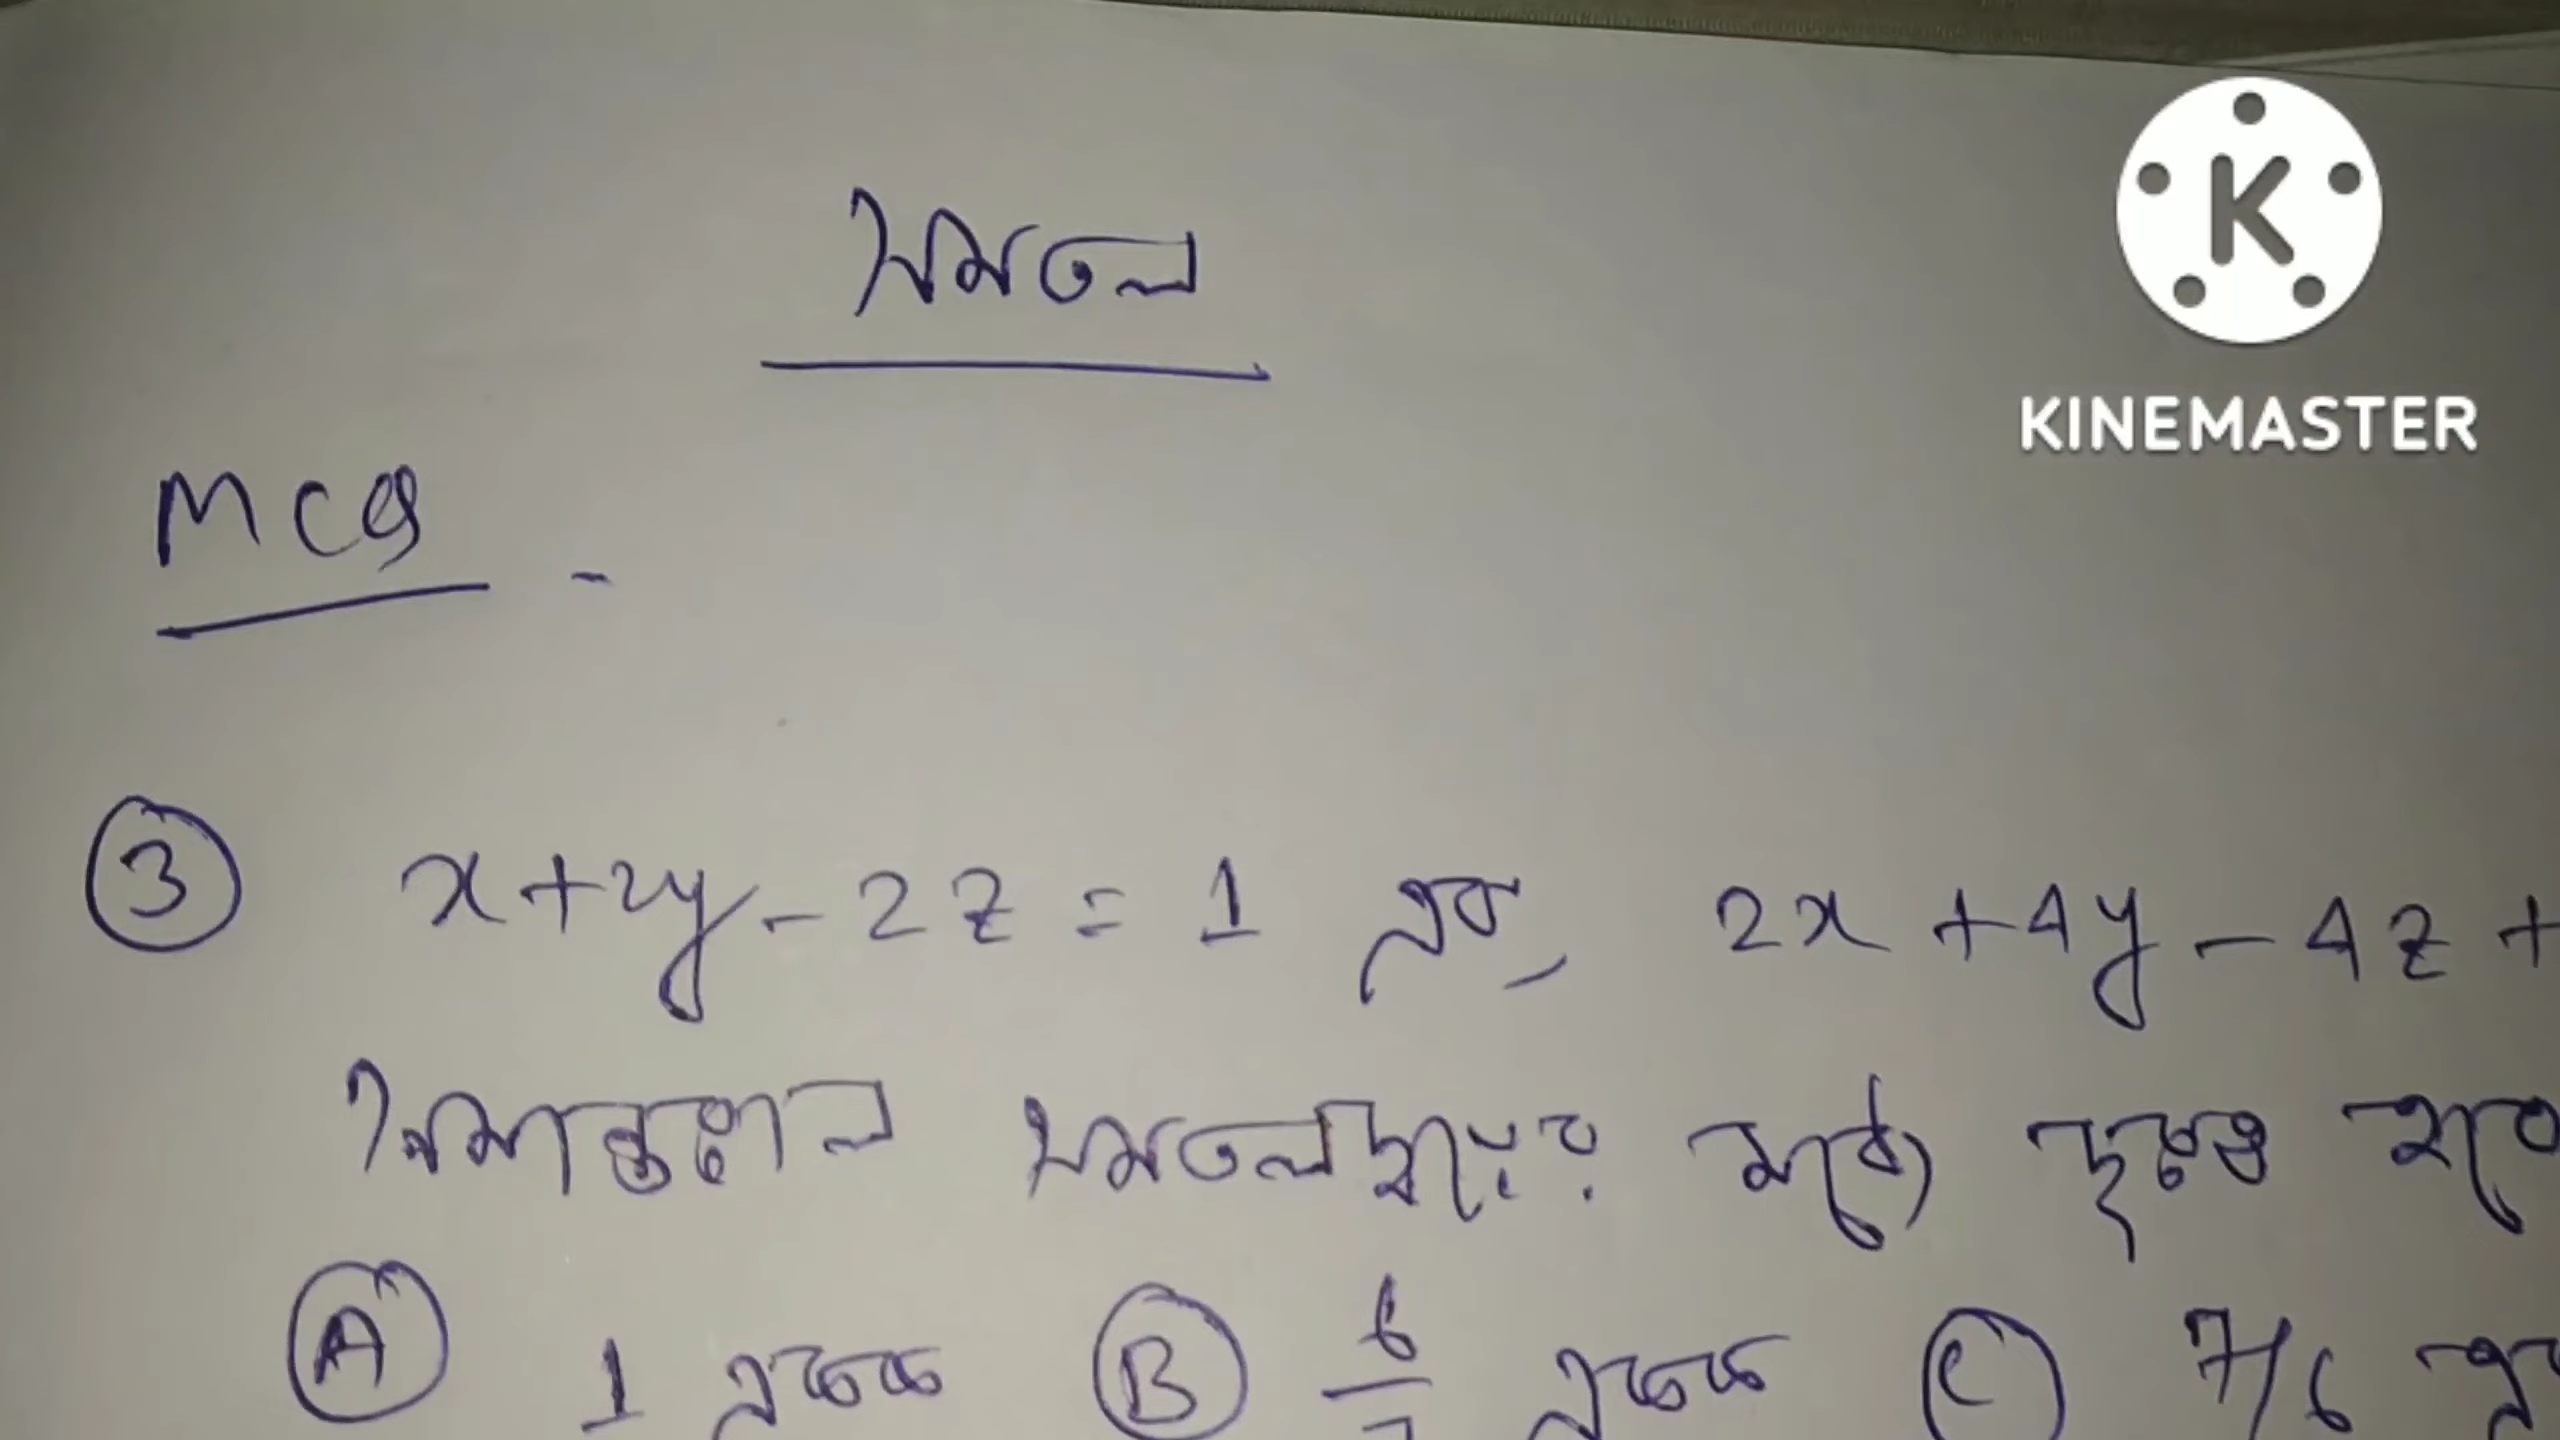 সমতল
K
KINEMASTER
MCQ -
3 x+2y-2z = 1 এবং 2x+4y-4z+
সমান্তরাল সমতলদ্বয়ের মধ্যে দূরত্ব হবে
A 1 একক B 6 একক C 7/6